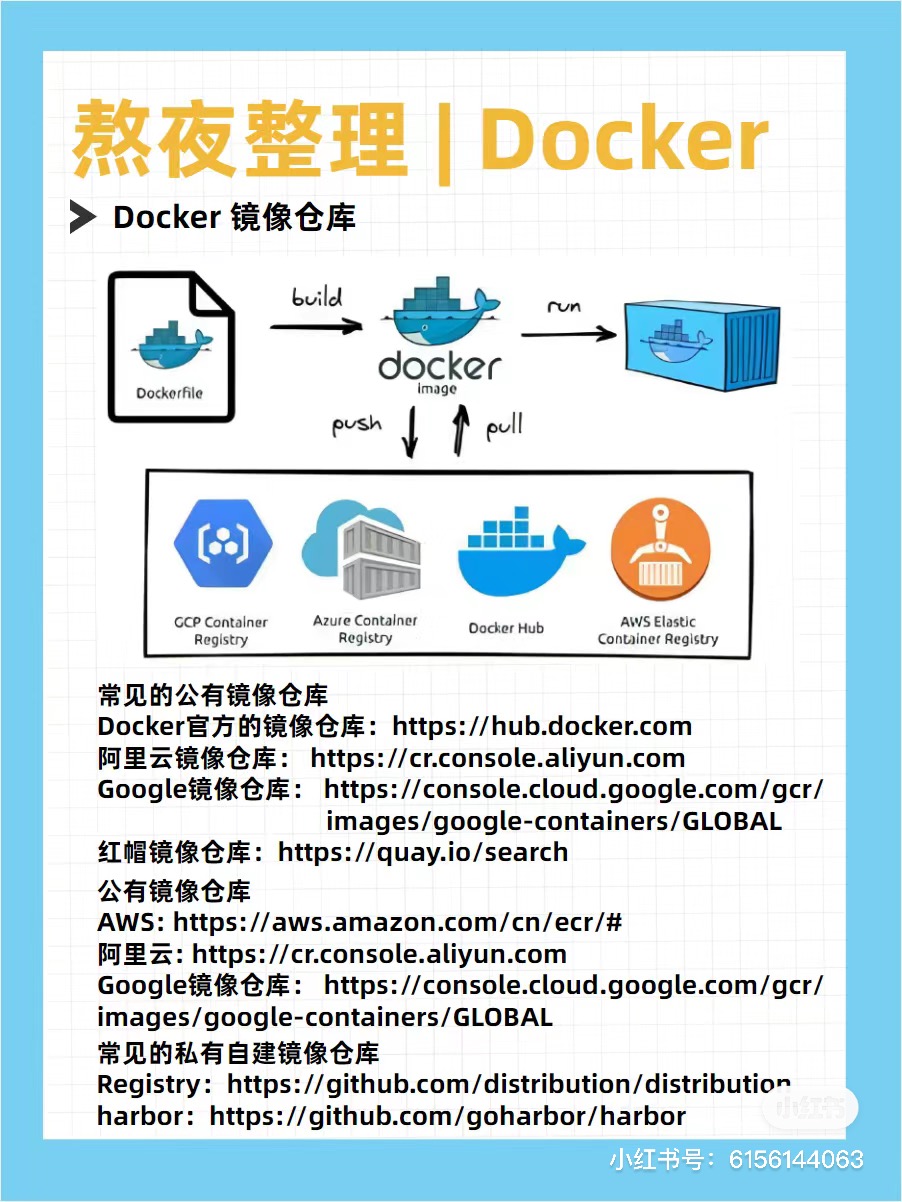 熬夜整理 | Docker
Docker 镜像仓库
build
run
Dockerfile
docker
image
push
pull
GCP Container
Registry
Azure Container
Registry
Docker Hub
AWS Elastic
Container Registry
常见的公有镜像仓库
Docker官方的镜像仓库：https://hub.docker.com
阿里云镜像仓库： https://cr.console.aliyun.com
Google镜像仓库： https://console.cloud.google.com/gcr/
images/google-containers/GLOBAL
红帽镜像仓库：https://quay.io/search
公有镜像仓库
AWS: https://aws.amazon.com/cn/ecr/#
阿里云: https://cr.console.aliyun.com
Google镜像仓库： https://console.cloud.google.com/gcr/
images/google-containers/GLOBAL
常见的私有自建镜像仓库
Registry：https://github.com/distribution/distribution
harbor：https://github.com/goharbor/harbor
小红书
小红书号：6156144063